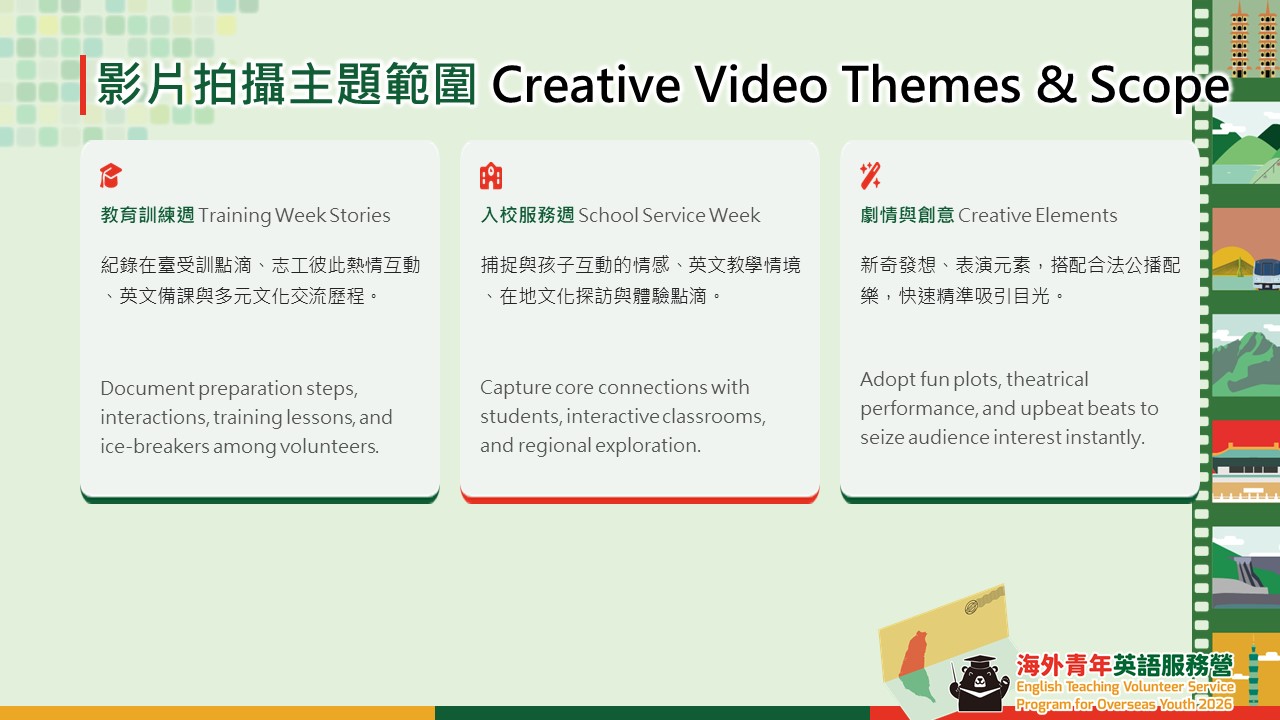 影片拍攝主題範圍 Creative Video Themes & Scope
教育訓練週 Training Week Stories
紀錄在臺受訓點滴、志工彼此熱情互動
、英文備課與多元文化交流歷程。
Document preparation steps,
interactions, training lessons, and
ice-breakers among volunteers.
入校服務週 School Service Week
捕捉與孩子互動的情感、英文教學情境
、在地文化探訪與體驗點滴。
Capture core connections with
students, interactive classrooms,
and regional exploration.
劇情與創意 Creative Elements
新奇發想、表演元素，搭配合法公播配
樂，快速精準吸引目光。
Adopt fun plots, theatrical
performance, and upbeat beats to
seize audience interest instantly.
海外青年英語服務營
English Teaching Volunteer Service
Program for Overseas Youth 2026